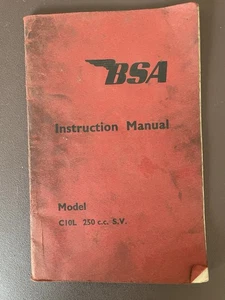 BSA
Instruction Manual
Model
C10L 250 c.c. S.V.